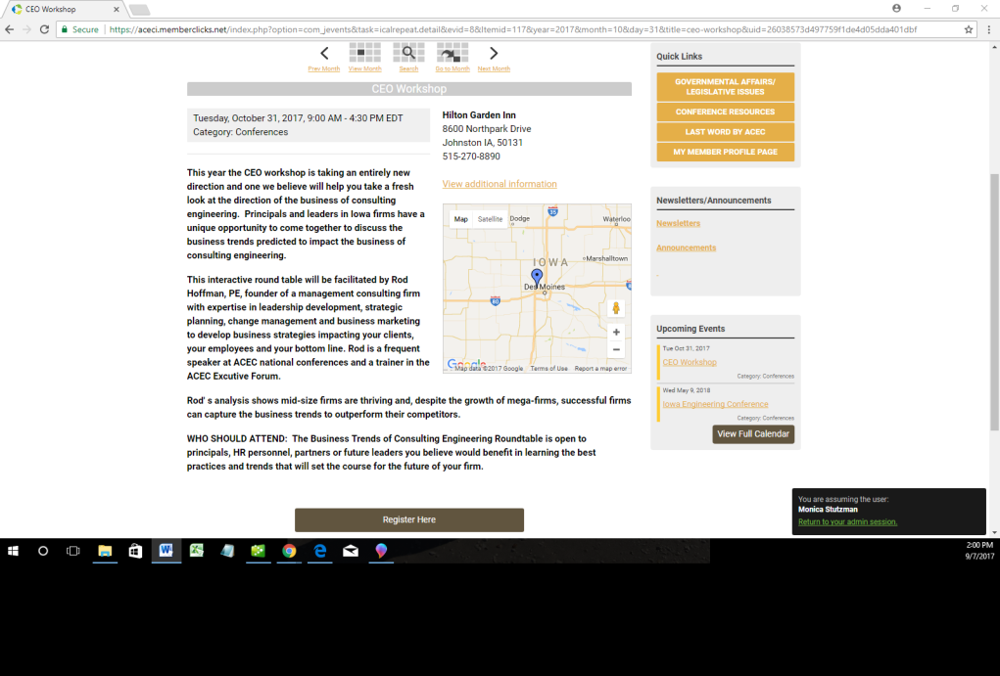 CEO Workshop
Secure
https://aceci.memberclicks.net/index.php?option=com_jevents&task=icalrepeat.detail&evid=8&Itemid=117&year=2017&month=10&day=31&title=ceo-workshop&uid=26038573d497759f1de4d05dda401dbf
Prev Month View Month Search Go to Month Next Month
CEO Workshop
Tuesday, October 31, 2017, 9:00 AM - 4:30 PM EDT
Category: Conferences
Hilton Garden Inn
8600 Northpark Drive
Johnston IA, 50131
515-270-8890
View additional information
This year the CEO workshop is taking an entirely new
direction and one we believe will help you take a fresh
look at the direction of the business of consulting
engineering. Principals and leaders in Iowa firms have a
unique opportunity to come together to discuss the
business trends predicted to impact the business of
consulting engineering.
This interactive round table will be facilitated by Rod
Hoffman, PE, founder of a management consulting firm
with expertise in leadership development, strategic
planning, change management and business marketing
to develop business strategies impacting your clients,
your employees and your bottom line. Rod is a frequent
speaker at ACEC national conferences and a trainer in the
ACEC Excutive Forum.
Map Satellite
Dodge
35
Waterloo
IOWA
Marshalltown
Des Moines
80
+
−
Google
Map data ©2017 Google Terms of Use Report a map error
Rod' s analysis shows mid-size firms are thriving and, despite the growth of mega-firms, successful firms
can capture the business trends to outperform their competitors.
WHO SHOULD ATTEND: The Business Trends of Consulting Engineering Roundtable is open to
principals, HR personnel, partners or future leaders you believe would benefit in learning the best
practices and trends that will set the course for the future of your firm.
Register Here
Quick Links
GOVERNMENTAL AFFAIRS/
LEGISLATIVE ISSUES
CONFERENCE RESOURCES
LAST WORD BY ACEC
MY MEMBER PROFILE PAGE
Newsletters/Announcements
Newsletters
Announcements
Upcoming Events
Tue Oct 31, 2017
CEO Workshop
Category: Conferences
Wed May 9, 2018
Iowa Engineering Conference
Category: Conferences
View Full Calendar
You are assuming the user:
Monica Stutzman
Return to your admin session.
2:00 PM
9/7/2017